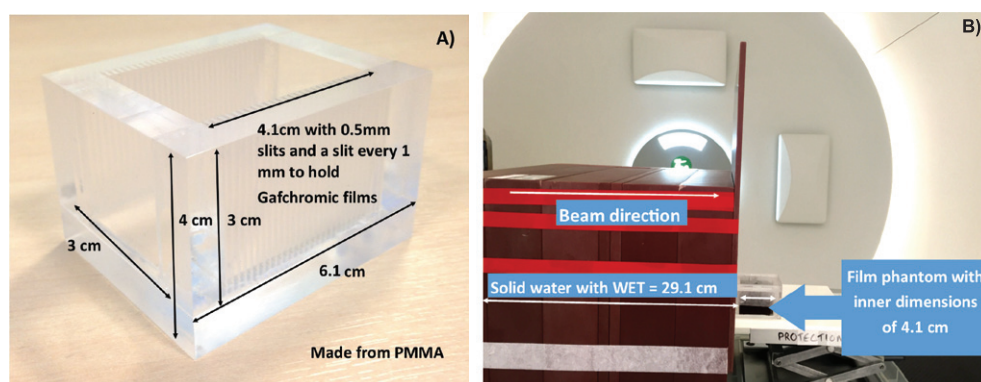 A)
4.1cm with 0.5mm
slits and a slit every 1
mm to hold
Gafchromic films
4 cm
3 cm
3 cm
6.1 cm
Made from PMMA
B)
Beam direction
Solid water with WET = 29.1 cm
Film phantom with
inner dimensions
of 4.1 cm
PROTECTION